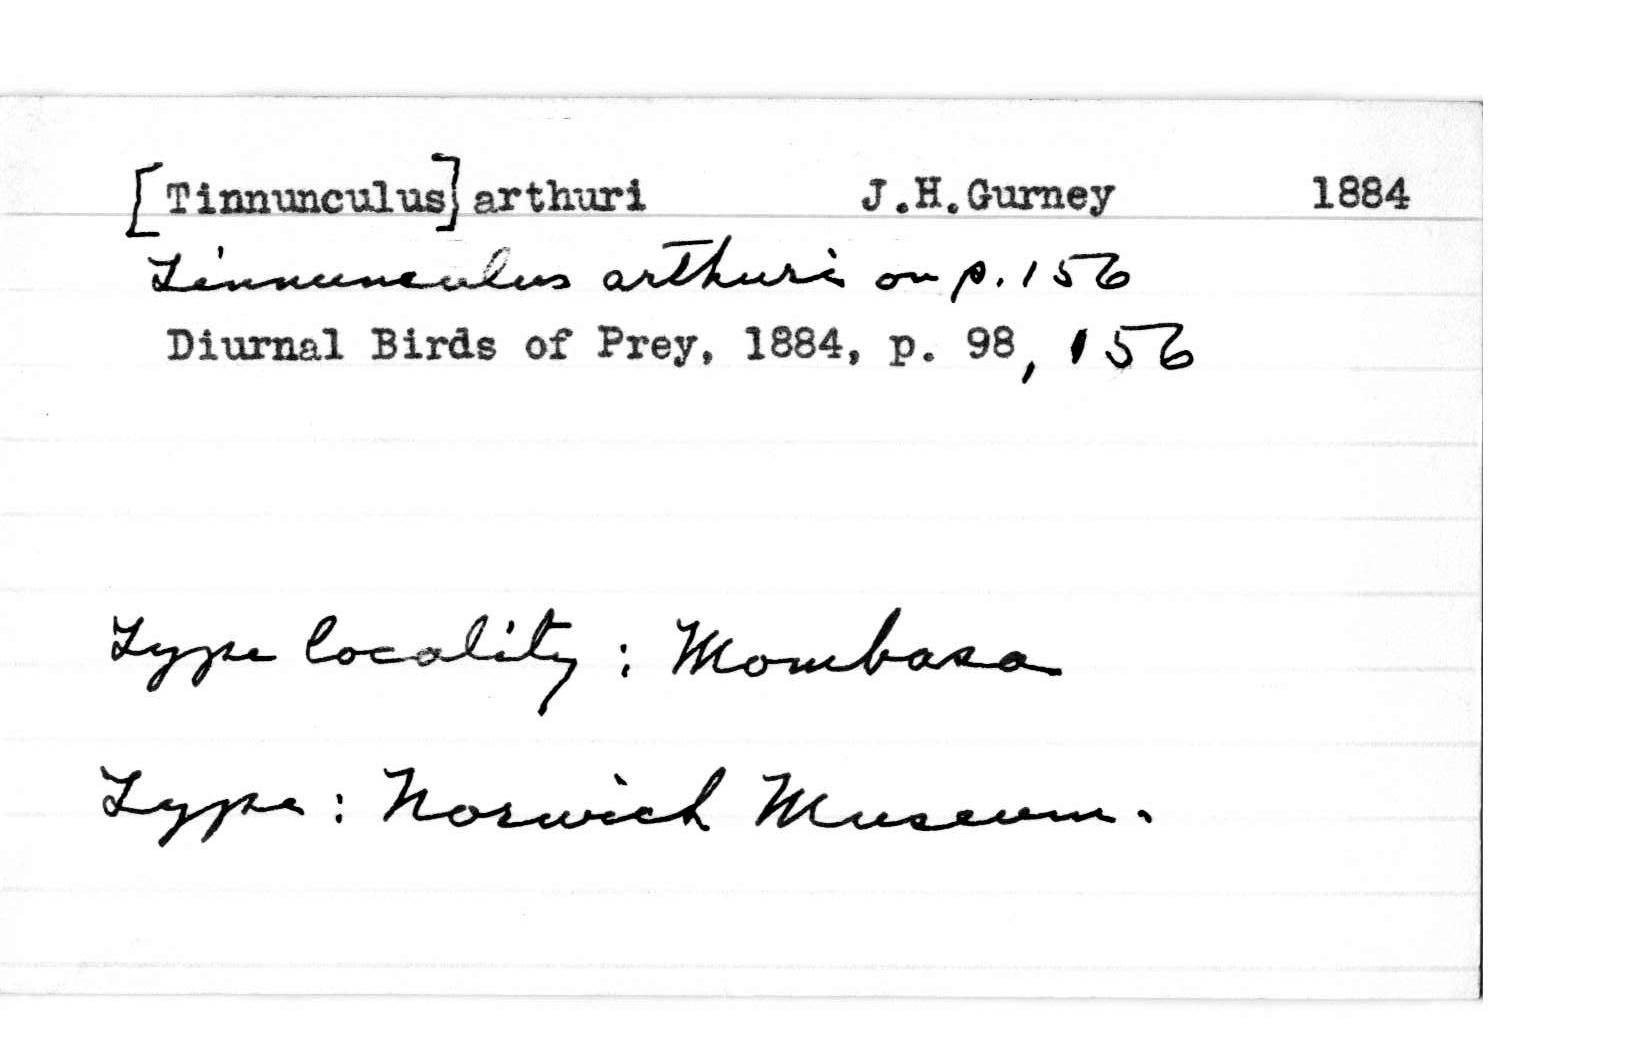 [Tinnunculus] arthuri J.H.Gurney 1884
Tinnunculus arthuri on p. 156
Diurnal Birds of Prey, 1884, p. 98, 156
Type locality : Mombasa
Type : Norwich Museum.